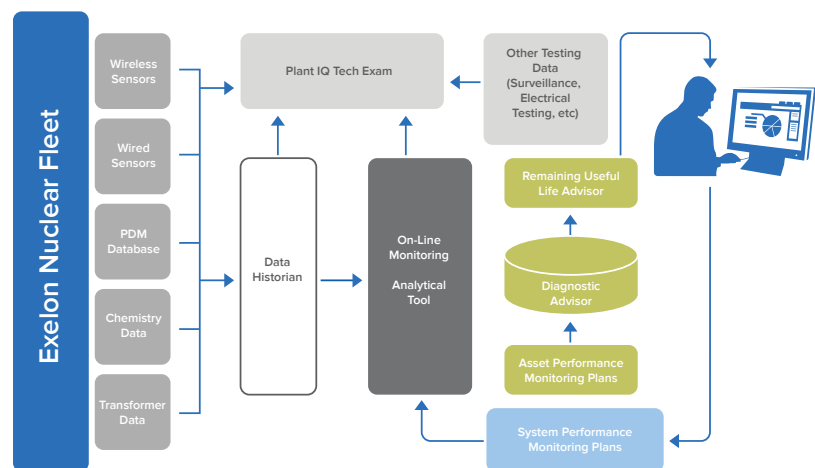 Exelon Nuclear Fleet
Wireless
Sensors
Wired
Sensors
PDM
Database
Chemistry
Data
Transformer
Data
Plant IQ Tech Exam
Other Testing
Data
(Surveillance,
Electrical
Testing, etc)
Data
Historian
On-Line
Monitoring
Analytical
Tool
Remaining Useful
Life Advisor
Diagnostic
Advisor
Asset Performance
Monitoring Plans
System Performance
Monitoring Plans